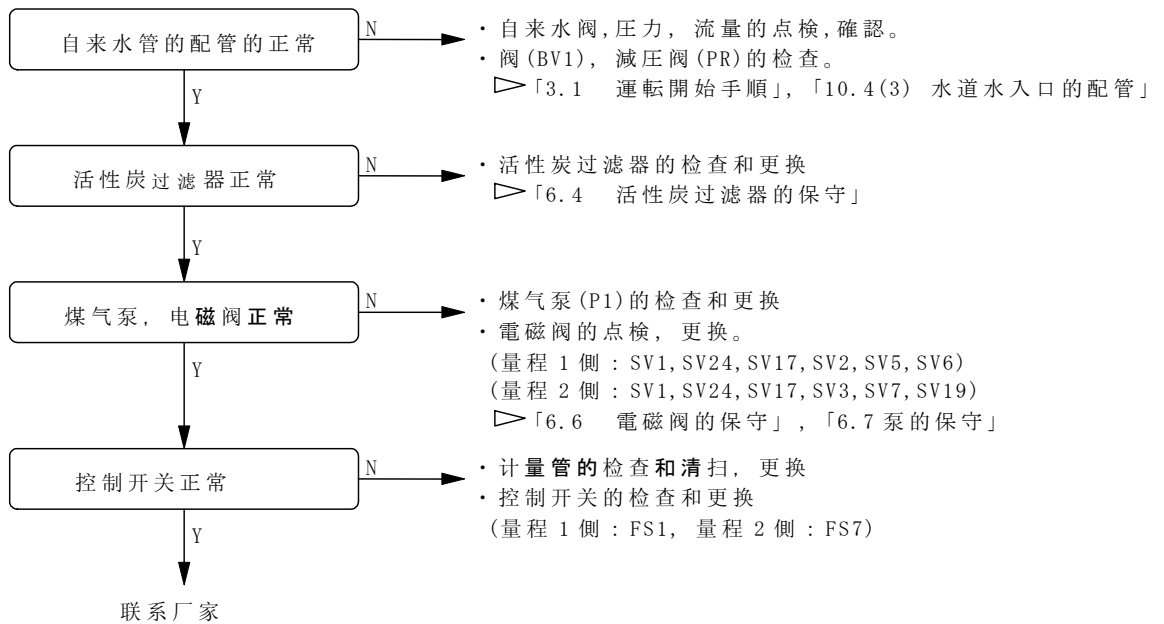 自来水管的配管的正常
N
・自来水阀,圧力，流量的点検,確認。
・阀(BV1)，減圧阀(PR)的检查。
▷「3.1　運転開始手順」,「10.4(3) 水道水入口的配管」
Y
活性炭过滤器正常
N
・活性炭过滤器的检查和更换
▷「6.4　活性炭过滤器的保守」
Y
煤气泵，电磁阀正常
N
・煤气泵(P1)的检查和更换
・電磁阀的点検，更换。
(量程 1 側：SV1,SV24,SV17,SV2,SV5,SV6)
(量程 2 側：SV1,SV24,SV17,SV3,SV7,SV19)
▷「6.6　電磁阀的保守」,「6.7 泵的保守」
Y
控制开关正常
N
・计量管的检查和清扫，更换
・控制开关的检查和更换
(量程 1 側：FS1，量程 2 側：FS7)
Y
联系厂家